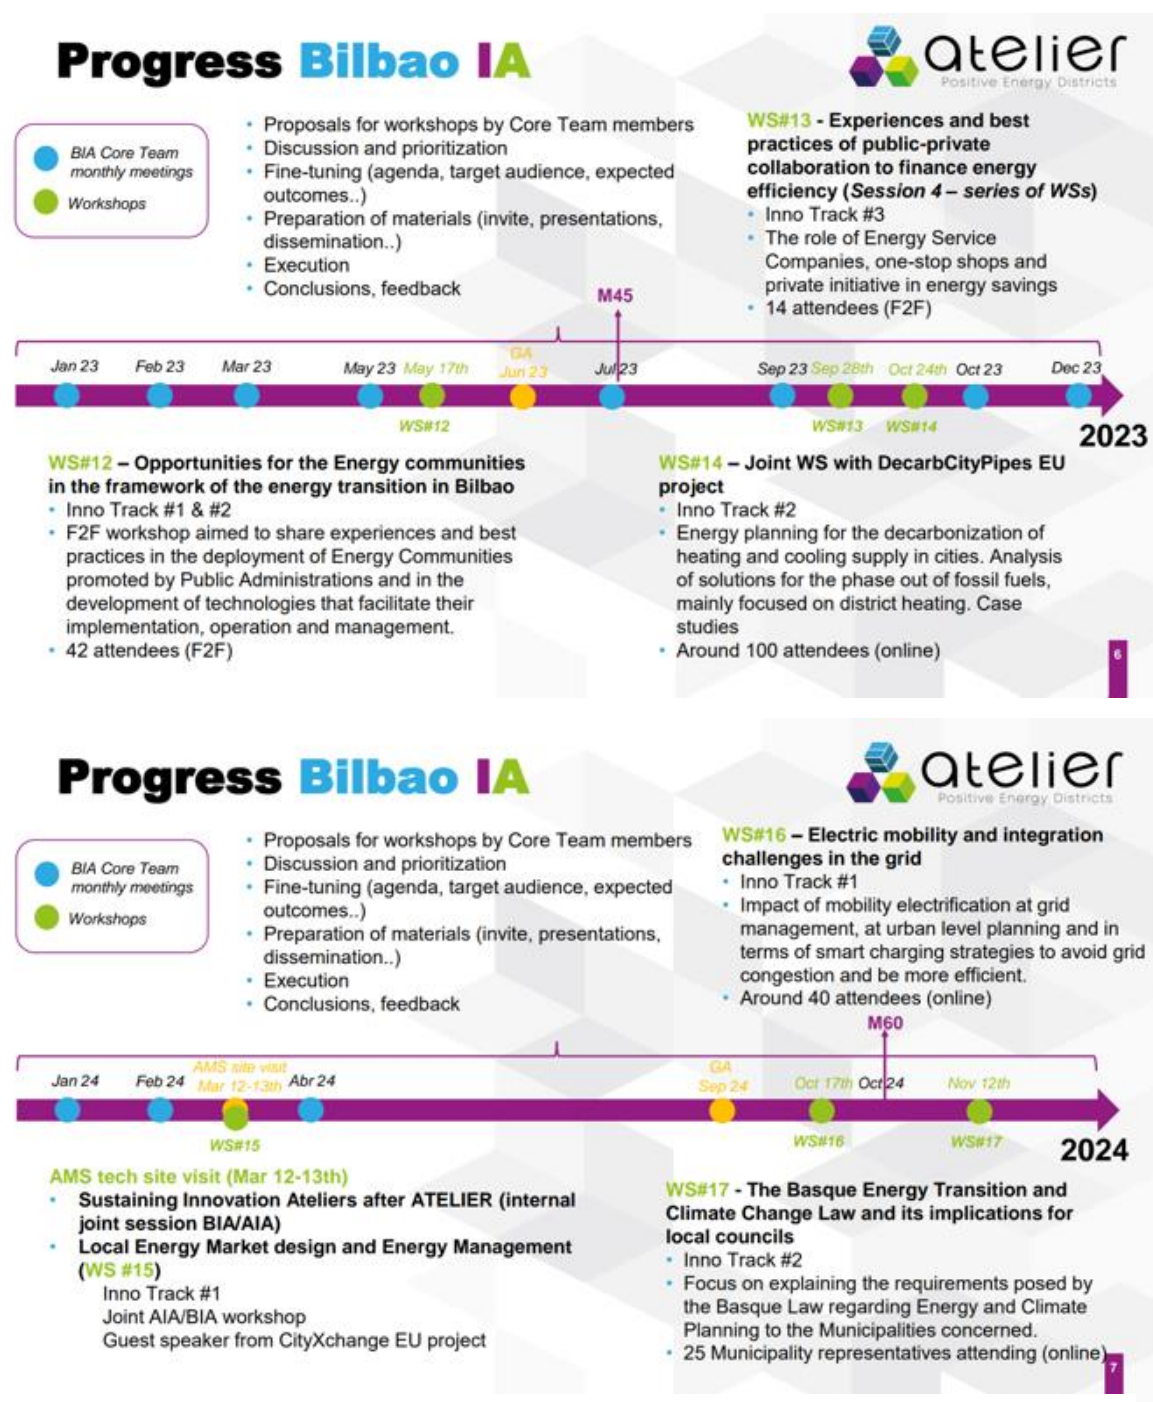 Progress Bilbao IA
atelier
Positive Energy Districts
BIA Core Team
monthly meetings
Workshops
• Proposals for workshops by Core Team members
• Discussion and prioritization
• Fine-tuning (agenda, target audience, expected
outcomes..)
• Preparation of materials (invite, presentations,
dissemination..)
• Execution
• Conclusions, feedback
WS#13 - Experiences and best
practices of public-private
collaboration to finance energy
efficiency (Session 4 – series of WSs)
• Inno Track #3
• The role of Energy Service
Companies, one-stop shops and
private initiative in energy savings
• 14 attendees (F2F)
M45
Jan 23 Feb 23 Mar 23 May 23 May 17th GA Jun 23 Jul 23 Sep 23 Sep 28th Oct 24th Oct 23 Dec 23
WS#12 WS#13 WS#14
2023
WS#12 – Opportunities for the Energy communities
in the framework of the energy transition in Bilbao
• Inno Track #1 & #2
• F2F workshop aimed to share experiences and best
practices in the deployment of Energy Communities
promoted by Public Administrations and in the
development of technologies that facilitate their
implementation, operation and management.
• 42 attendees (F2F)
WS#14 – Joint WS with DecarbCityPipes EU
project
• Inno Track #2
• Energy planning for the decarbonization of
heating and cooling supply in cities. Analysis
of solutions for the phase out of fossil fuels,
mainly focused on district heating. Case
studies
• Around 100 attendees (online)
6
Progress Bilbao IA
atelier
Positive Energy Districts
BIA Core Team
monthly meetings
Workshops
• Proposals for workshops by Core Team members
• Discussion and prioritization
• Fine-tuning (agenda, target audience, expected
outcomes..)
• Preparation of materials (invite, presentations,
dissemination..)
• Execution
• Conclusions, feedback
WS#16 – Electric mobility and integration
challenges in the grid
• Inno Track #1
• Impact of mobility electrification at grid
management, at urban level planning and in
terms of smart charging strategies to avoid grid
congestion and be more efficient.
• Around 40 attendees (online)
M60
Jan 24 Feb 24 AMS site visit Mar 12-13th Abr 24 GA Sep 24 Oct 17th Oct 24 Nov 12th
WS#15 WS#16 WS#17
2024
AMS tech site visit (Mar 12-13th)
• Sustaining Innovation Ateliers after ATELIER (internal
joint session BIA/AIA)
• Local Energy Market design and Energy Management
(WS #15)
Inno Track #1
Joint AIA/BIA workshop
Guest speaker from CityXchange EU project
WS#17 - The Basque Energy Transition and
Climate Change Law and its implications for
local councils
• Inno Track #2
• Focus on explaining the requirements posed by
the Basque Law regarding Energy and Climate
Planning to the Municipalities concerned.
• 25 Municipality representatives attending (online)
7